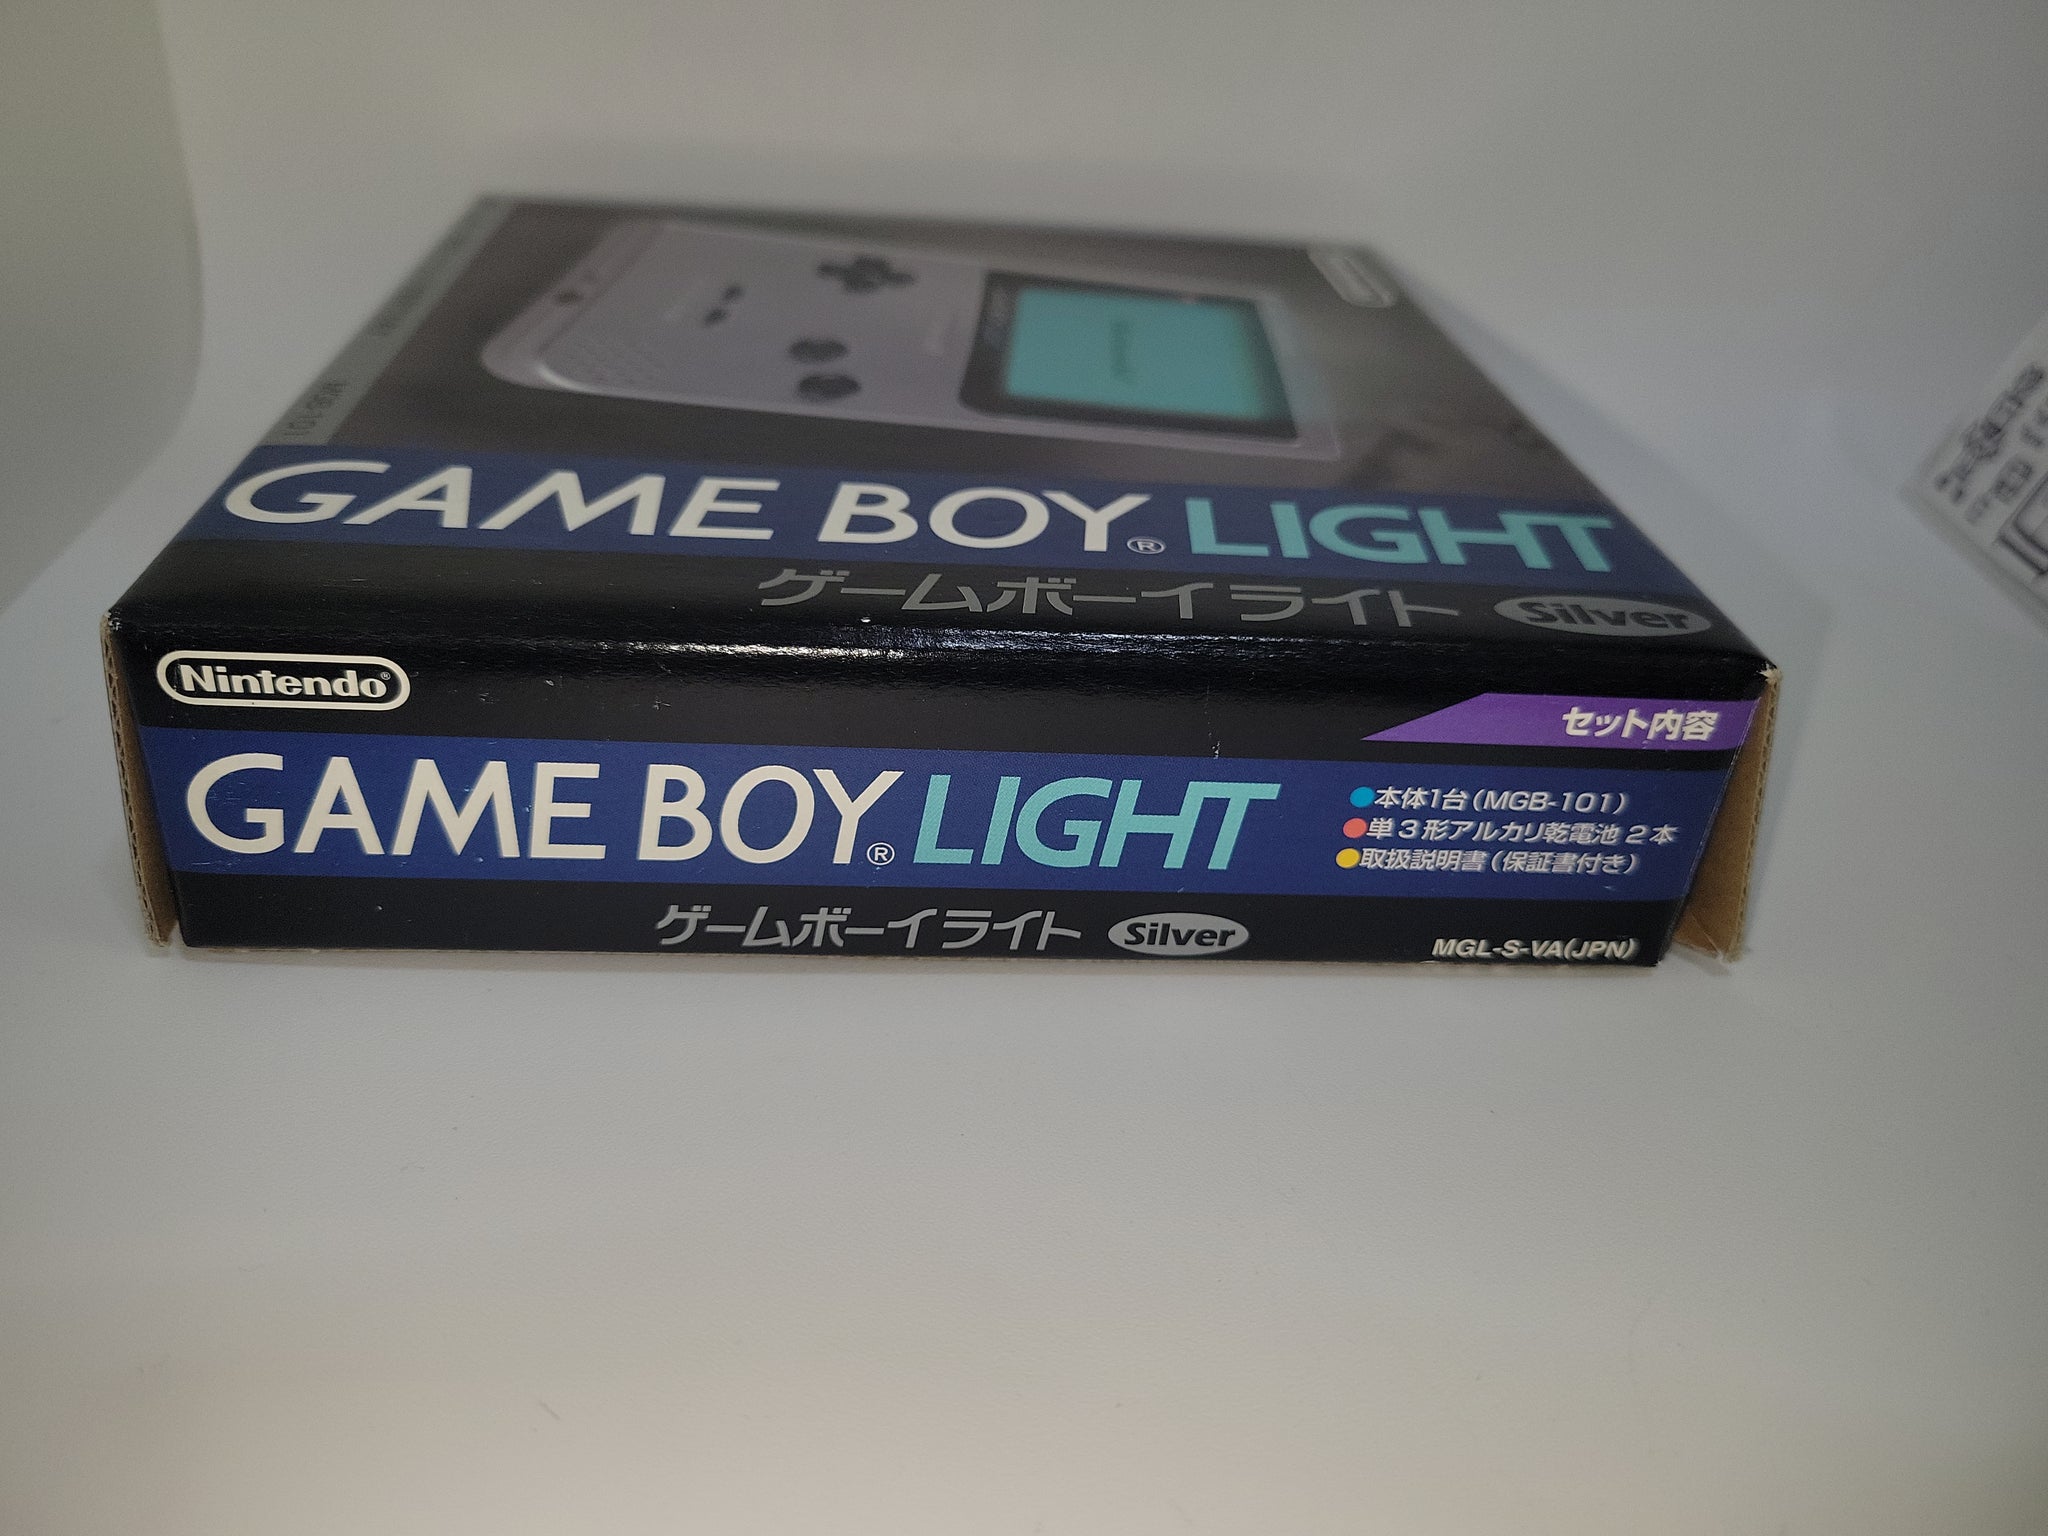 MGB-101
GAME BOY® LIGHT
ゲームボーイライト Silver
Nintendo®
セット内容
GAME BOY® LIGHT
●本体1台(MGB-101)
●単3形アルカリ乾電池2本
●取扱説明書(保証書付き)
ゲームボーイライト Silver
MGL-S-VA(JPN)